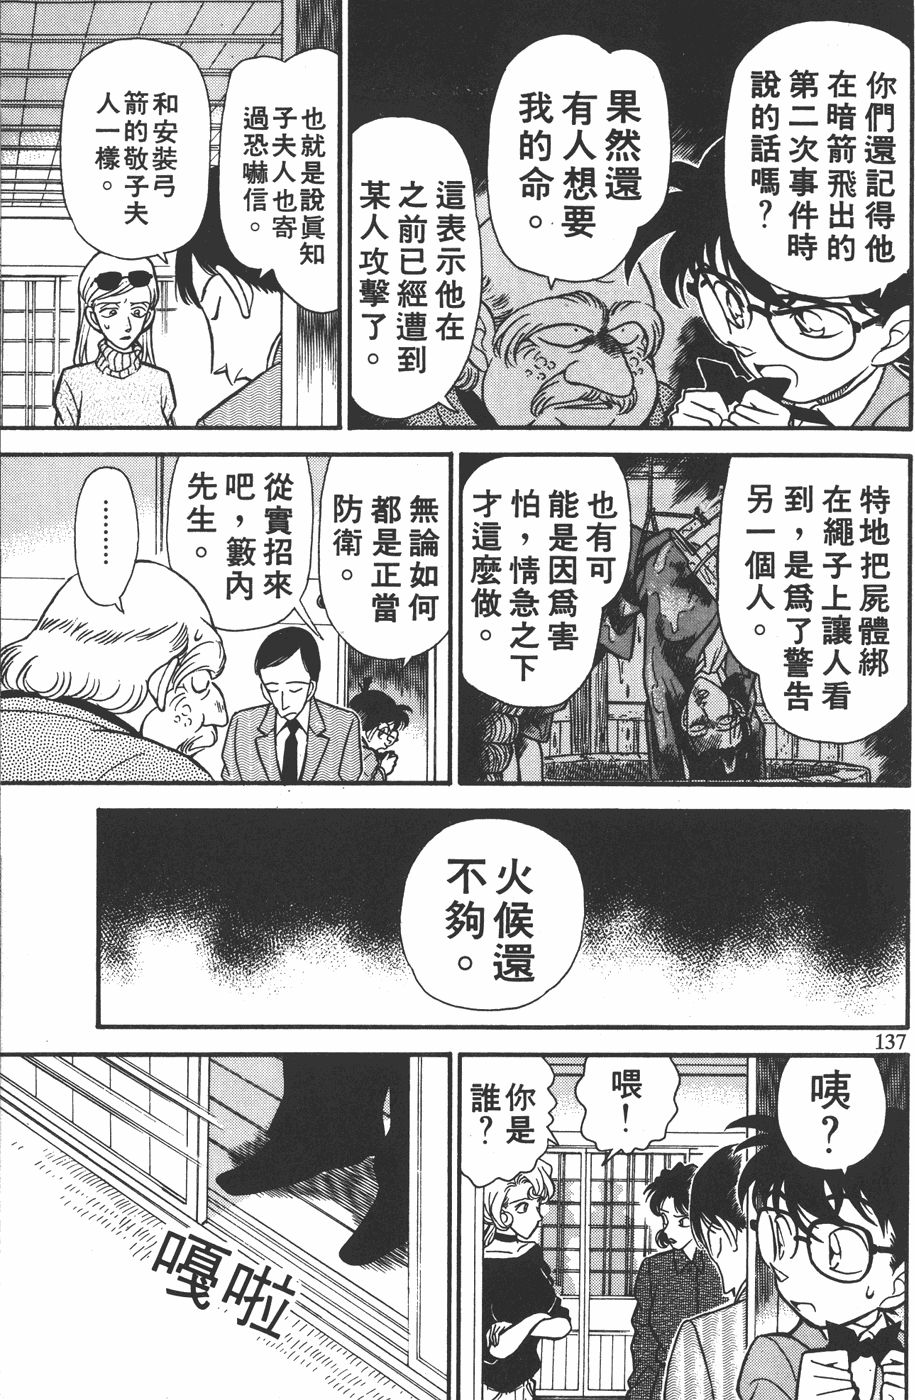 你們還記得他
在暗箭飛出的
第二次事件時
說的話嗎?
果然還
有人想要
我的命。
這表示他在
之前已經遭到
某人攻擊了。
也就是說真知
子夫人也寄
過恐嚇信。
和安裝弓
箭的敬子夫
人一樣。
特地把屍體綁
在繩子上讓人看
到,是為了警告
另一個人。
也有可
能是因為害
怕,情急之下
才這麼做。
無論如何
都是正當
防衛。
從實招來
吧,籔內
先生。
⋯⋯⋯
火候還
不夠。
137
咦?
喂!
你是
誰?
嘎啦